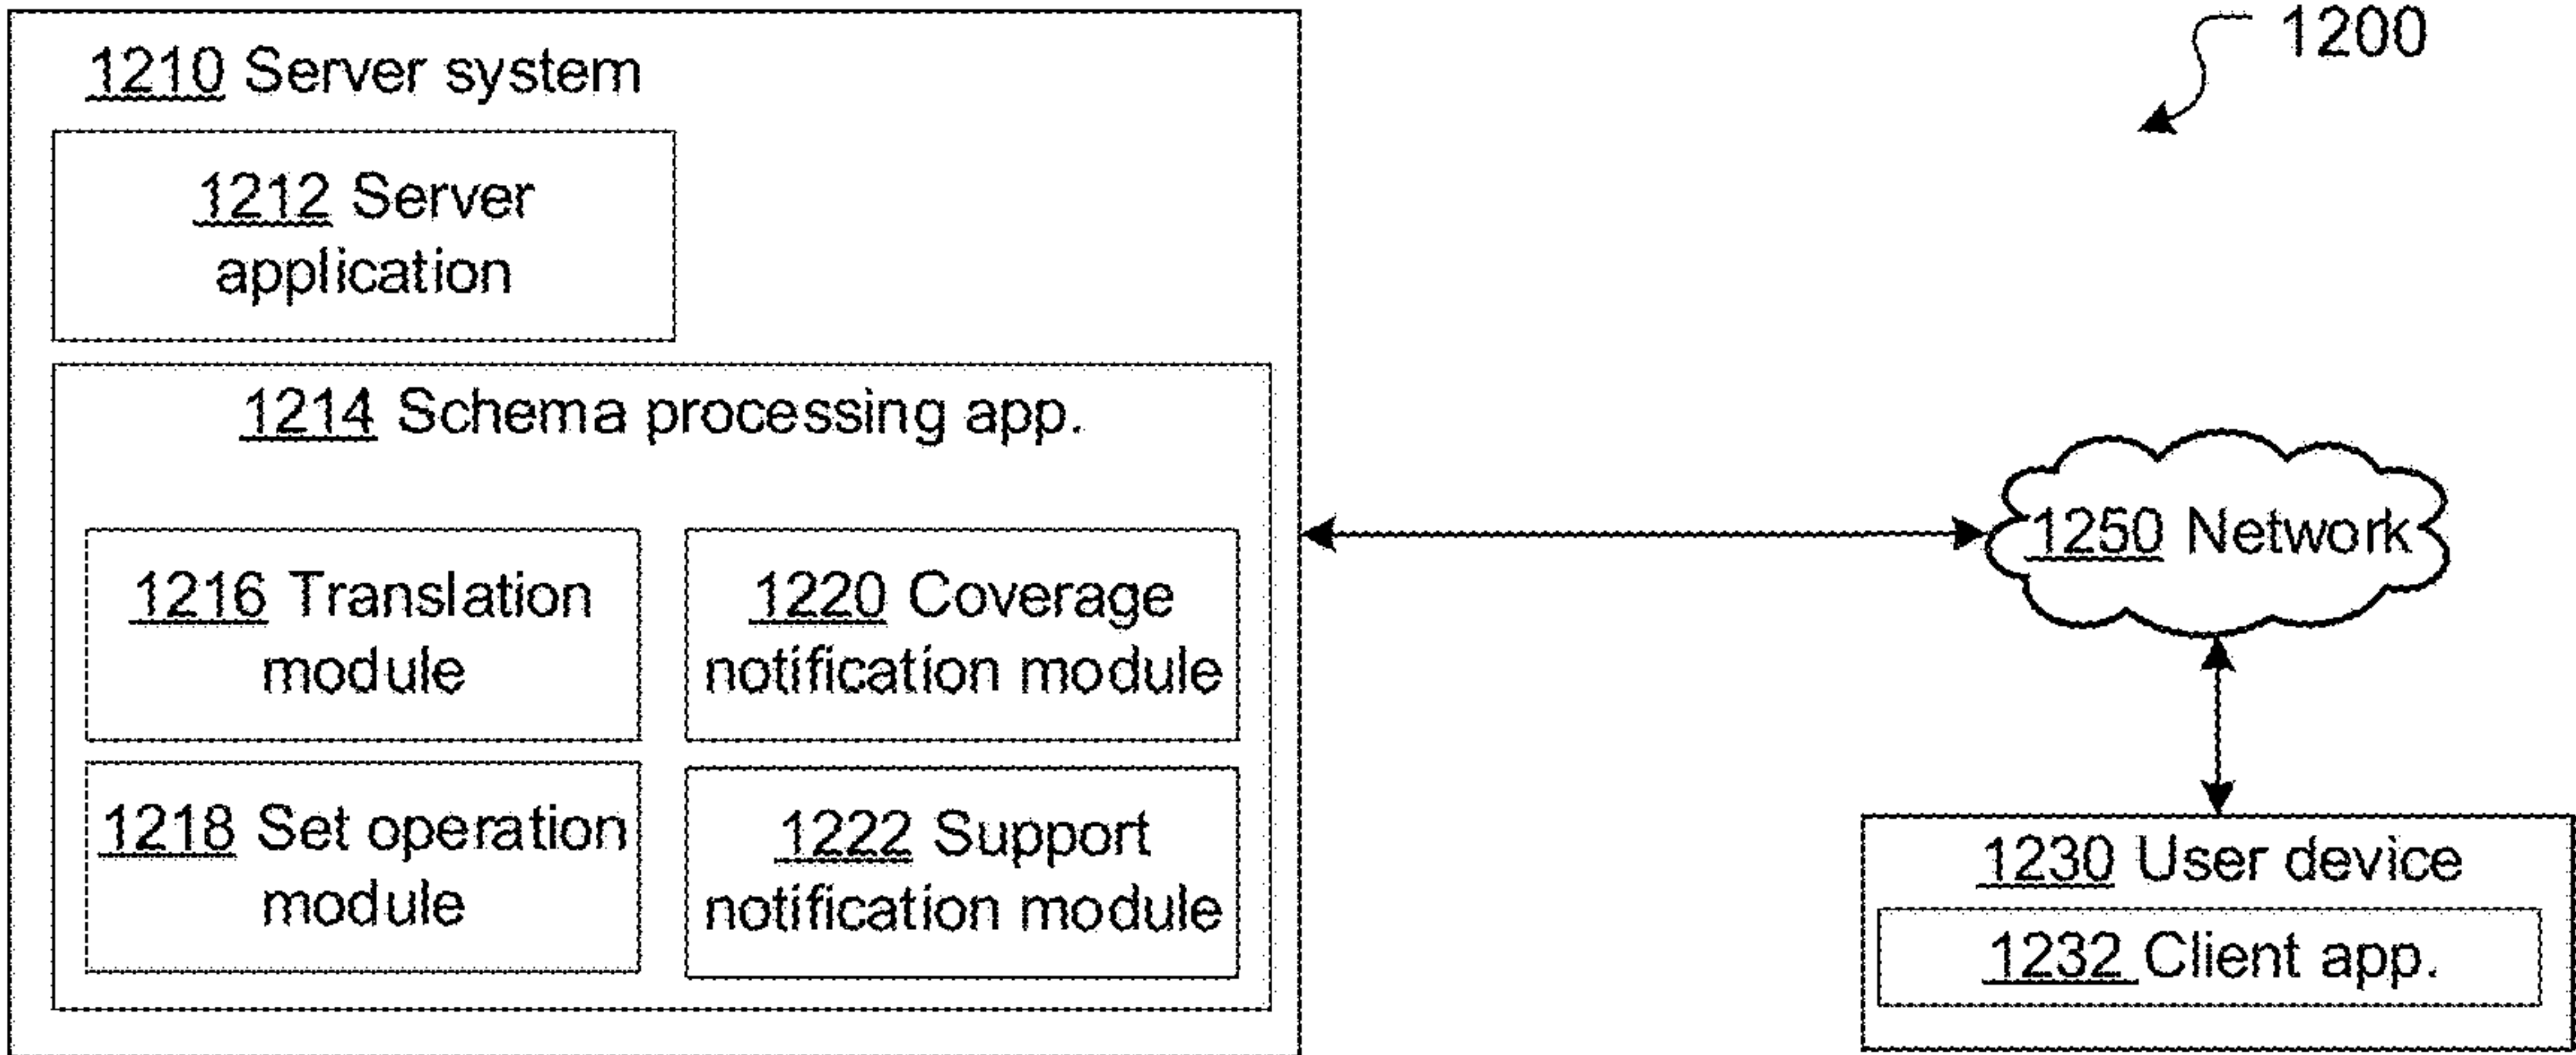 1200
1210 Server system
1212 Server
application
1214 Schema processing app.
1216 Translation
module
1220 Coverage
notification module
1218 Set operation
module
1222 Support
notification module
1250 Network
1230 User device
1232 Client app.